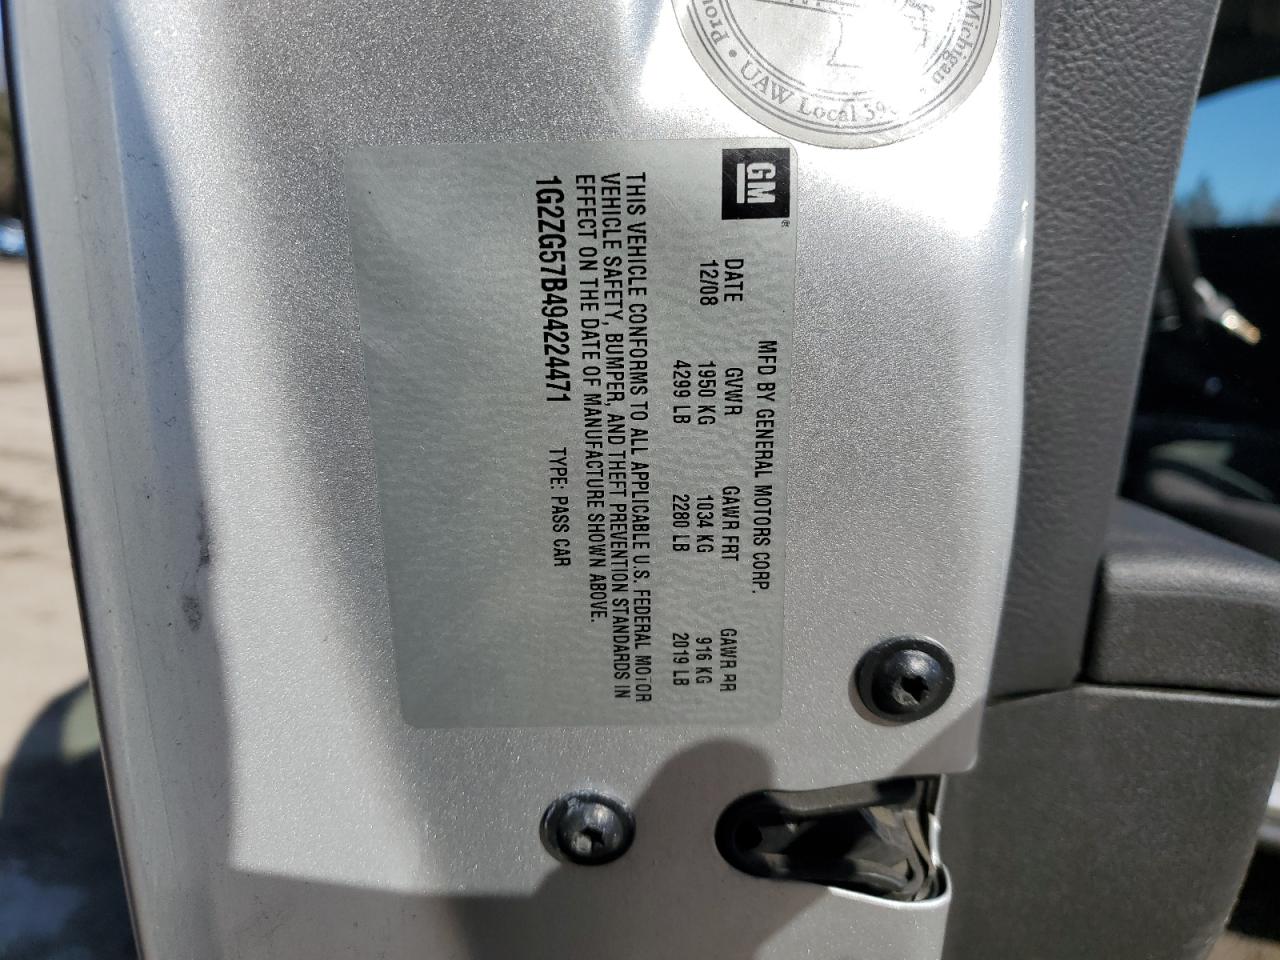 Michigan
Prou
• UAW Local
GM
MFD BY GENERAL MOTORS CORP.
DATE GVWR GAWR FRT GAWR RR
12/08 1950 KG 1034 KG 916 KG
4299 LB 2280 LB 2019 LB
THIS VEHICLE CONFORMS TO ALL APPLICABLE U.S. FEDERAL MOTOR
VEHICLE SAFETY, BUMPER, AND THEFT PREVENTION STANDARDS IN
EFFECT ON THE DATE OF MANUFACTURE SHOWN ABOVE.
1G2ZG57B494224471 TYPE: PASS CAR